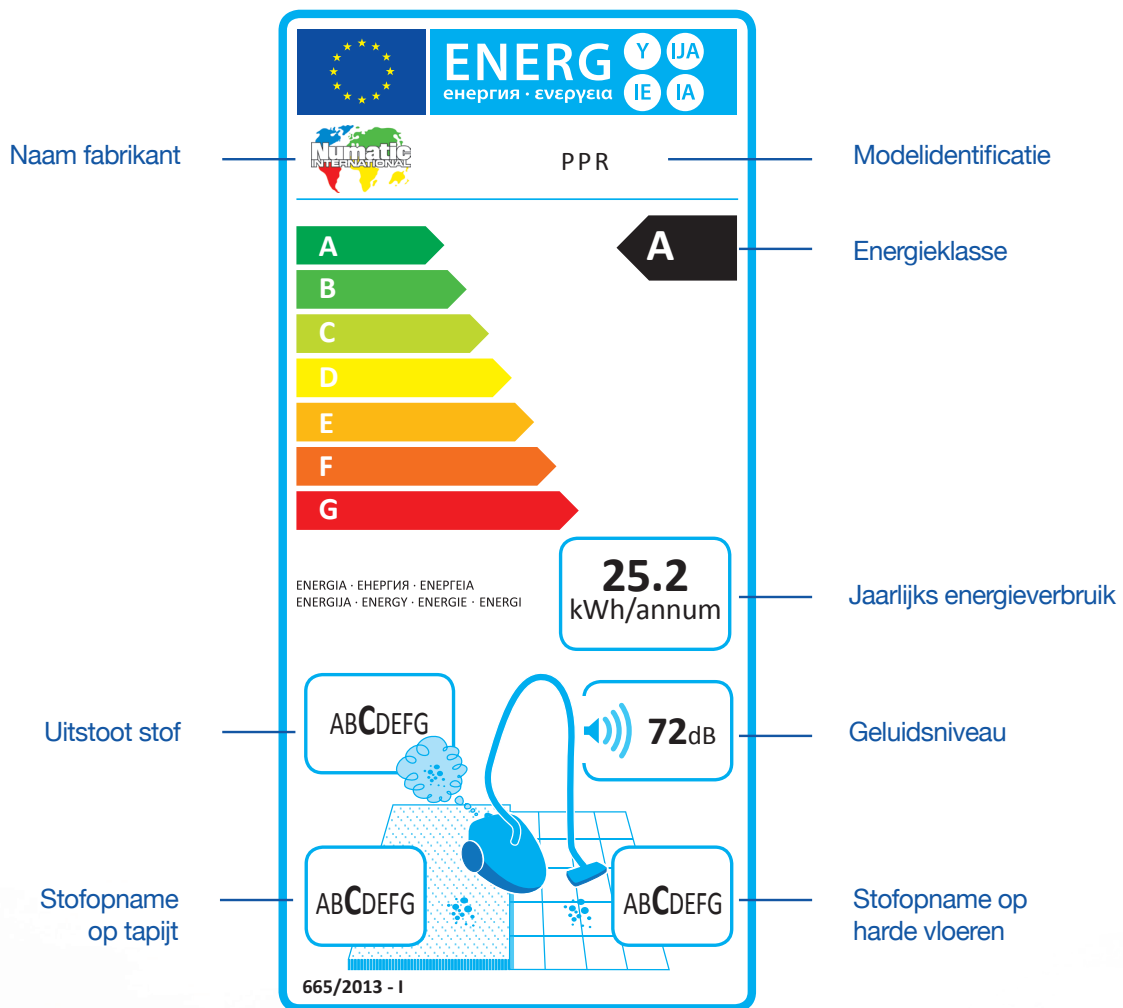 ENERG Y IJA
енергия · ενεργεια IE IA
Naam fabrikant
Numatic
INTERNATIONAL
PPR
Modelidentificatie
A
A
Energieklasse
B
C
D
E
F
G
25.2
kWh/annum
Jaarlijks energieverbruik
ENERGIA · ЕНЕРГИЯ · ΕΝΕΡΓΕΙΑ
ENERGIJA · ENERGY · ENERGIE · ENERGI
Uitstoot stof
ABCDEFG
72dB
Geluidsniveau
Stofopname
op tapijt
ABCDEFG
ABCDEFG
Stofopname op
harde vloeren
665/2013 - I